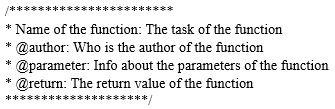 /***********************
* Name of the function: The task of the function
* @author: Who is the author of the function
* @parameter: Info about the parameters of the function
* @return: The return value of the function
********************/